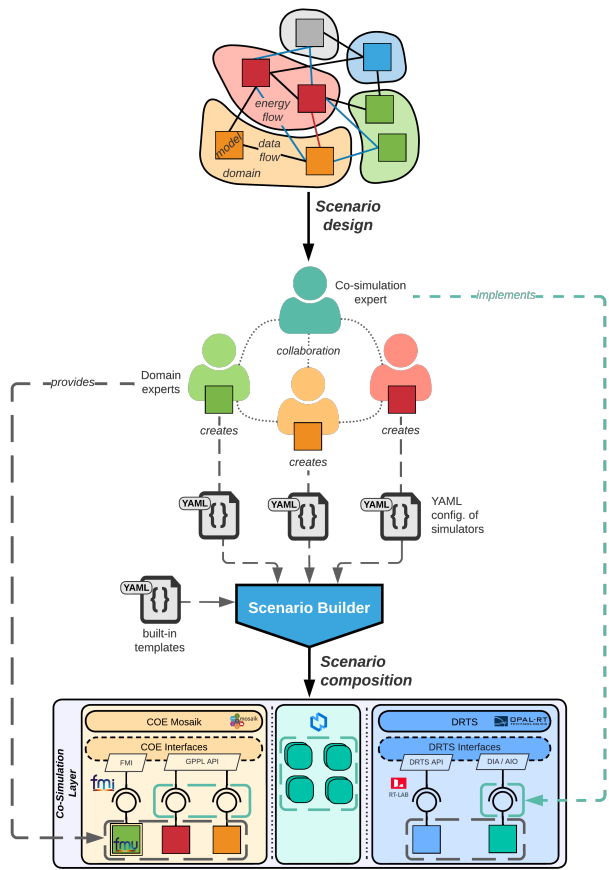 energy
flow
model
data
flow
domain
Scenario
design
Co-simulation
expert
implements
collaboration
Domain
experts
provides
creates
creates
creates
YAML
YAML
YAML
YAML
config. of
simulators
YAML
Scenario Builder
built-in
templates
Scenario
composition
Co-Simulation
Layer
COE Mosaik
mosaik
COE Interfaces
FMI
GPPL API
fmi
fmu
DRTS
OPAL-RT
TECHNOLOGIES
DRTS Interfaces
DRTS API
DIA / AIO
RT-LAB